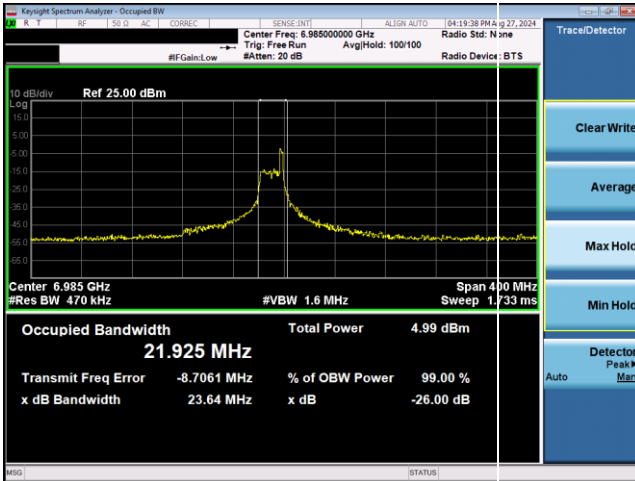 Keysight Spectrum Analyzer - Occupied BW
R T RF 50 Ω AC CORREC SENSE:INT ALIGN AUTO 04:19:38 PM Aug 27, 2024
Center Freq: 6.985000000 GHz Radio Std: None
Trig: Free Run Avg|Hold: 100/100
#IFGain:Low #Atten: 20 dB Radio Device: BTS
Trace/Detector
10 dB/div Ref 25.00 dBm
Log
15.0
5.00
-5.00
-15.0
-25.0
-35.0
-45.0
-55.0
-65.0
Center 6.985 GHz Span 400 MHz
#Res BW 470 kHz #VBW 1.6 MHz Sweep 1.733 ms
Occupied Bandwidth Total Power 4.99 dBm
21.925 MHz
Transmit Freq Error -8.7061 MHz % of OBW Power 99.00 %
x dB Bandwidth 23.64 MHz x dB -26.00 dB
Clear Write
Average
Max Hold
Min Hold
Detector
Peak
Auto Man
MSG STATUS